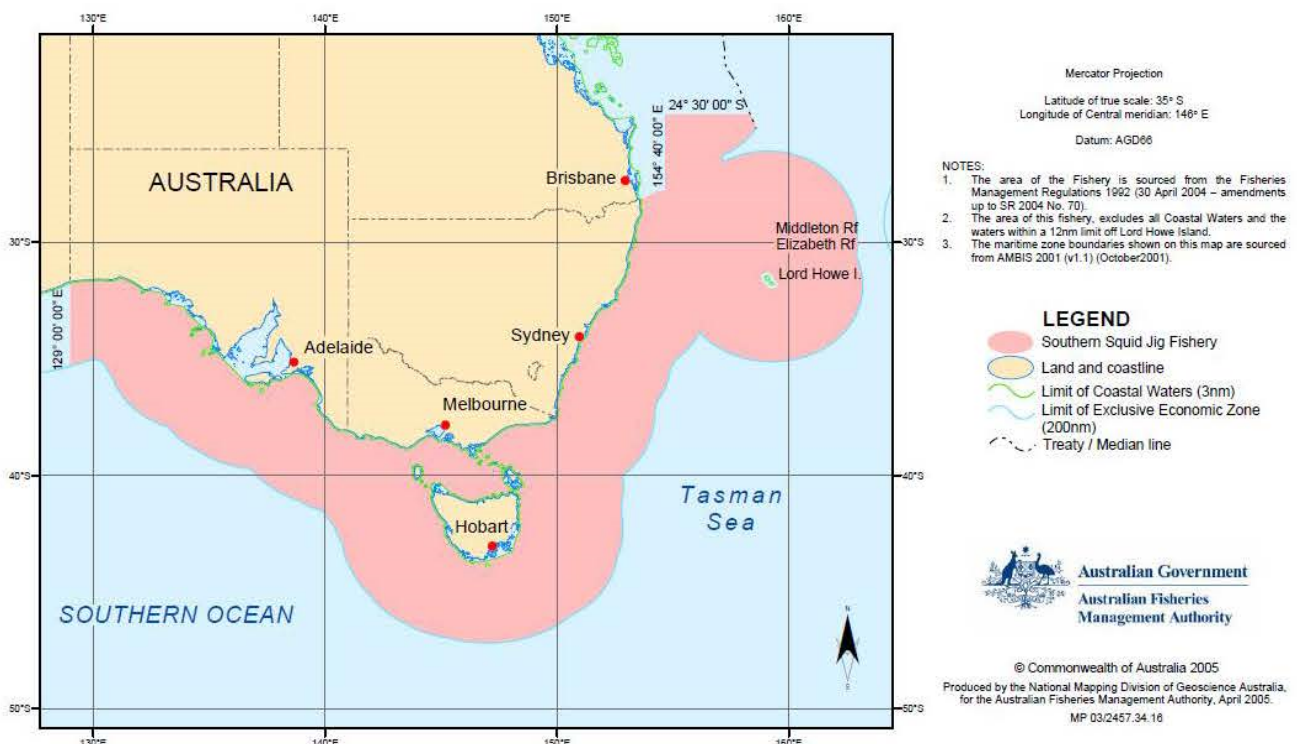 130°E 140°E 150°E 160°E
24° 30' 00" S
154° 40' 00" E
AUSTRALIA
Brisbane
30°S 30°S
Middleton Rf
Elizabeth Rf
Lord Howe I.
129° 00' 00" E
Sydney
Adelaide
Melbourne
40°S 40°S
Tasman
Sea
Hobart
SOUTHERN OCEAN
N
S
50°S 50°S
130°E 140°E 150°E 160°E
Mercator Projection
Latitude of true scale: 35° S
Longitude of Central meridian: 146° E
Datum: AGD66
NOTES:
1. The area of the Fishery is sourced from the Fisheries
Management Regulations 1992 (30 April 2004 – amendments
up to SR 2004 No. 70).
2. The area of this fishery, excludes all Coastal Waters and the
waters within a 12nm limit off Lord Howe Island.
3. The maritime zone boundaries shown on this map are sourced
from AMBIS 2001 (v1.1) (October2001).
LEGEND
Southern Squid Jig Fishery
Land and coastline
Limit of Coastal Waters (3nm)
Limit of Exclusive Economic Zone
(200nm)
Treaty / Median line
Australian Government
Australian Fisheries
Management Authority
© Commonwealth of Australia 2005
Produced by the National Mapping Division of Geoscience Australia,
for the Australian Fisheries Management Authority, April 2005.
MP 03/2457.34.16